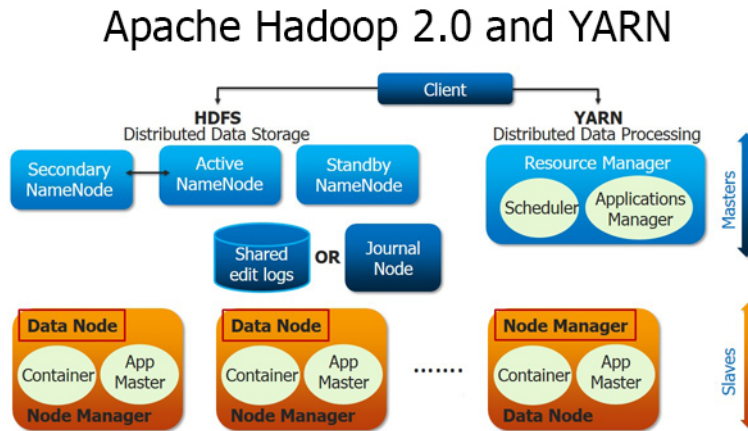 Apache Hadoop 2.0 and YARN
Client
HDFS
Distributed Data Storage
YARN
Distributed Data Processing
Secondary
NameNode
Active
NameNode
Standby
NameNode
Resource Manager
Scheduler
Applications
Manager
Masters
Shared
edit logs
OR
Journal
Node
Data Node
Container
App
Master
Node Manager
Data Node
Container
App
Master
Node Manager
.......
Node Manager
Container
App
Master
Data Node
Slaves